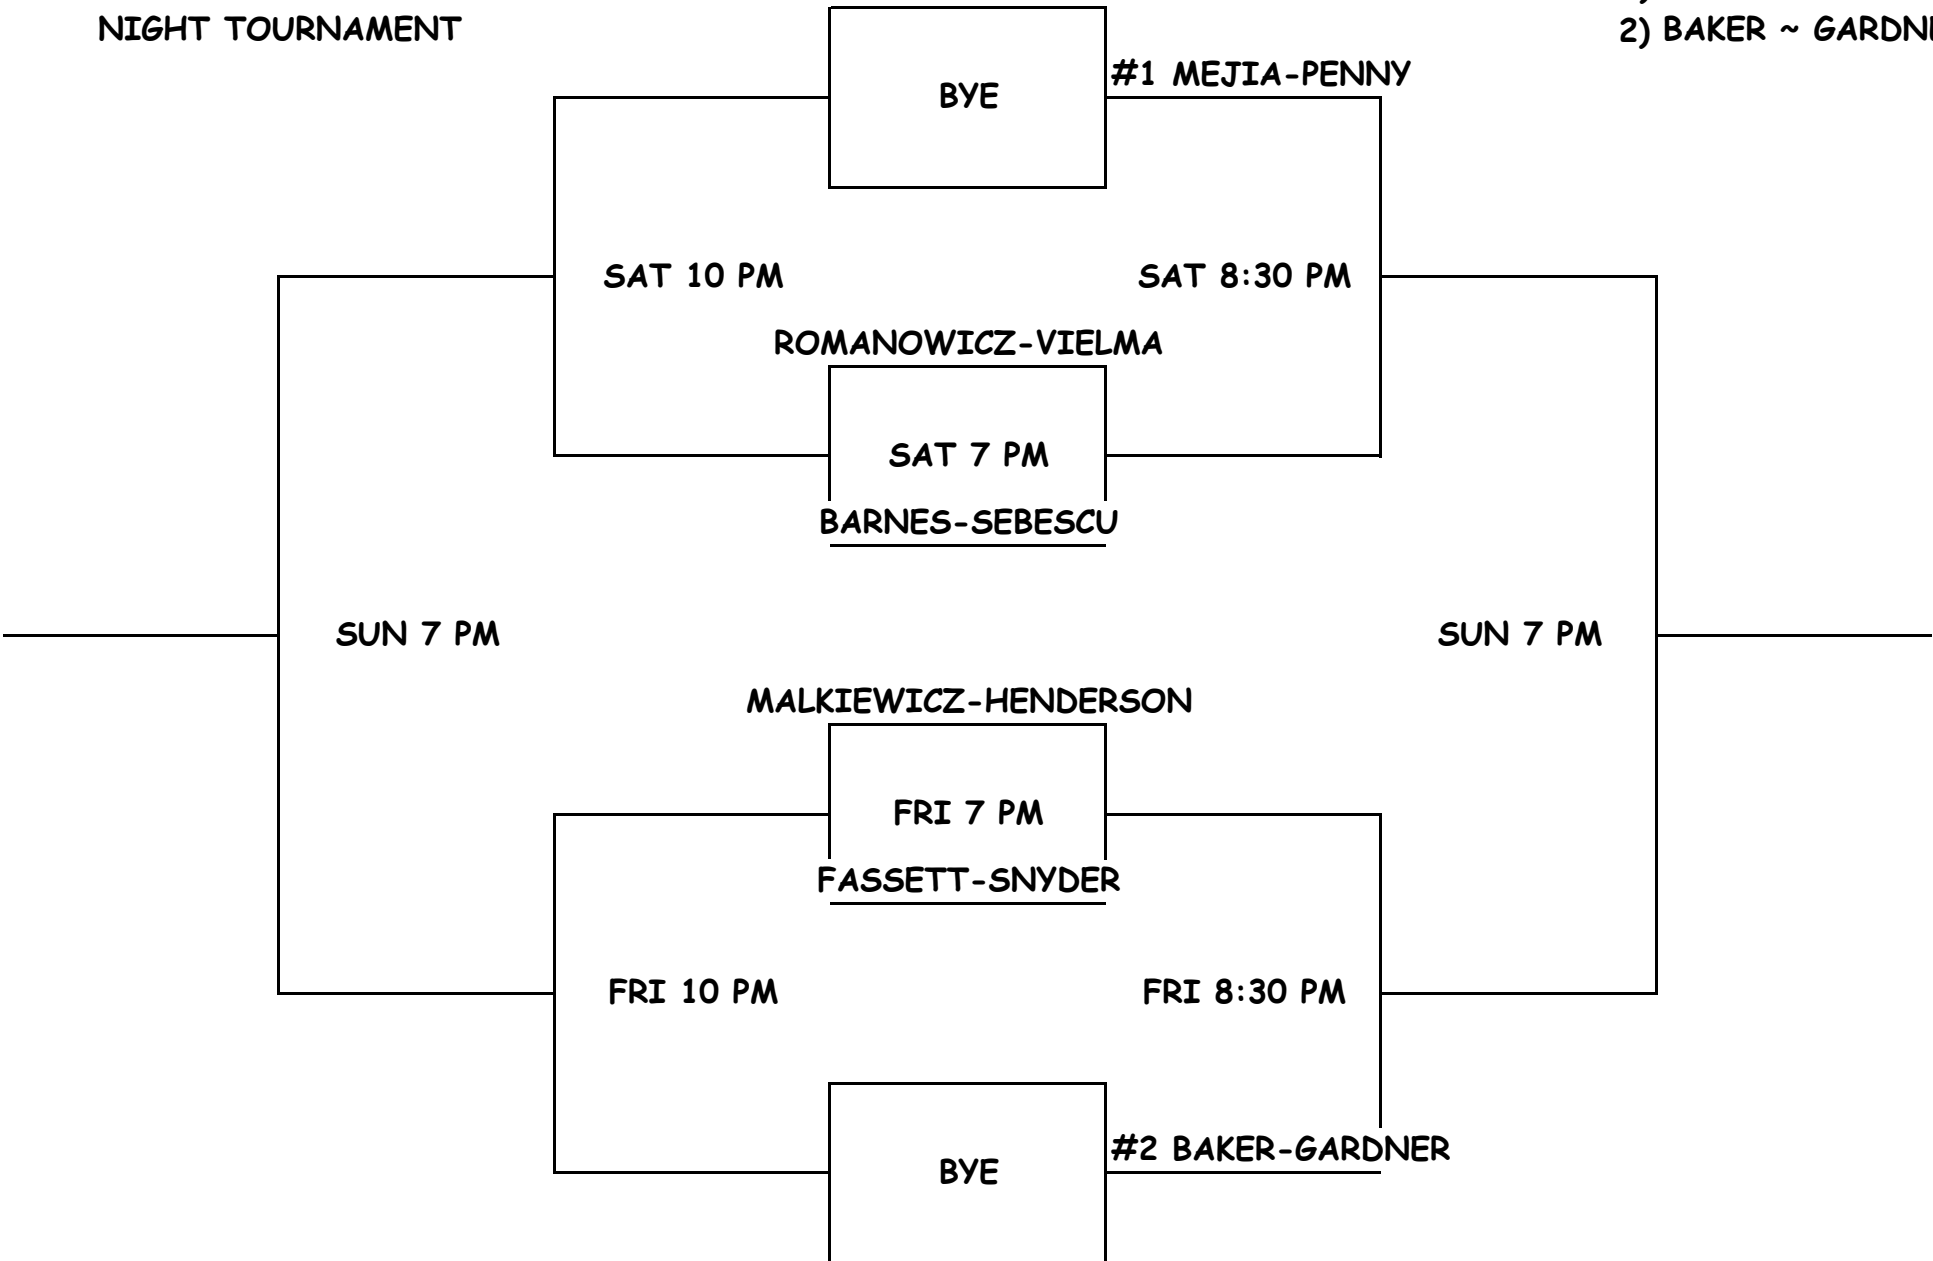 NIGHT TOURNAMENT
2) BAKER ~ GARDN
#1 MEJIA-PENNY
BYE
SAT 10 PM
SAT 8:30 PM
ROMANOWICZ-VIELMA
SAT 7 PM
BARNES-SEBESCU
SUN 7 PM
SUN 7 PM
MALKIEWICZ-HENDERSON
FRI 7 PM
FASSETT-SNYDER
FRI 10 PM
FRI 8:30 PM
#2 BAKER-GARDNER
BYE